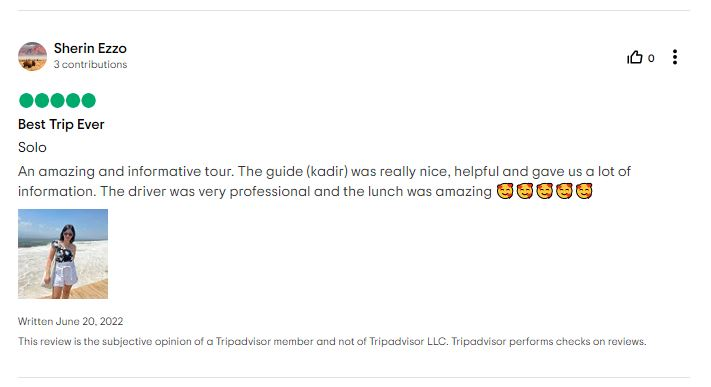 Sherin Ezzo
3 contributions
0
Best Trip Ever
Solo
An amazing and informative tour. The guide (kadir) was really nice, helpful and gave us a lot of
information. The driver was very professional and the lunch was amazing 🥰🥰🥰🥰🥰
Written June 20, 2022
This review is the subjective opinion of a Tripadvisor member and not of Tripadvisor LLC. Tripadvisor performs checks on reviews.